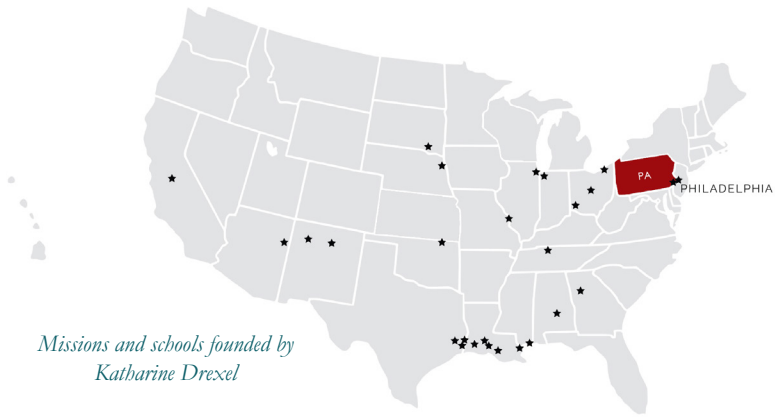 PA
PHILADELPHIA
Missions and schools founded by
Katharine Drexel